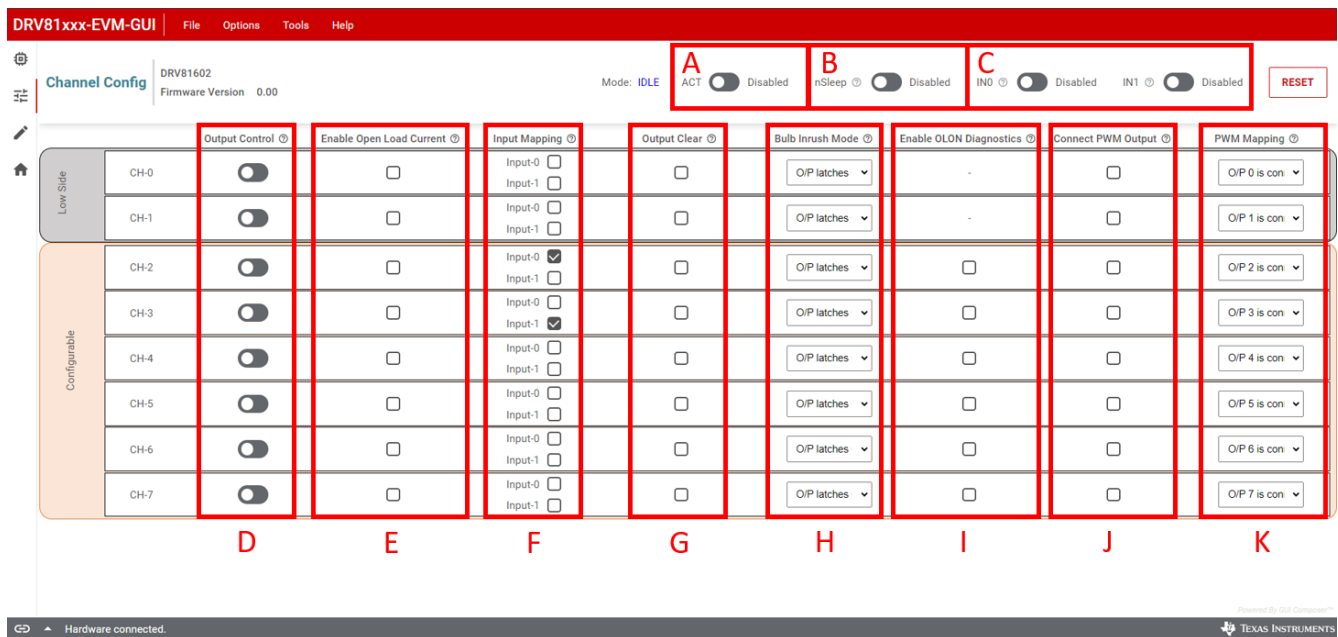 DRV81xxx-EVM-GUI File Options Tools Help
A B C
Channel Config DRV81602 Firmware Version 0.00 Mode: IDLE ACT Disabled nSleep Disabled IN0 Disabled IN1 Disabled RESET
Output Control Enable Open Load Current Input Mapping Output Clear Bulb Inrush Mode Enable OLON Diagnostics Connect PWM Output PWM Mapping
Low Side
CH-0 Input-0 O/P latches - O/P 0 is con
Input-1
CH-1 Input-0 O/P latches - O/P 1 is con
Input-1
Configurable
CH-2 Input-0 O/P latches O/P 2 is con
Input-1
CH-3 Input-0 O/P latches O/P 3 is con
Input-1
CH-4 Input-0 O/P latches O/P 4 is con
Input-1
CH-5 Input-0 O/P latches O/P 5 is con
Input-1
CH-6 Input-0 O/P latches O/P 6 is con
Input-1
CH-7 Input-0 O/P latches O/P 7 is con
Input-1
D E F G H I J K
Powered By GUI Composer™
Hardware connected. TEXAS INSTRUMENTS